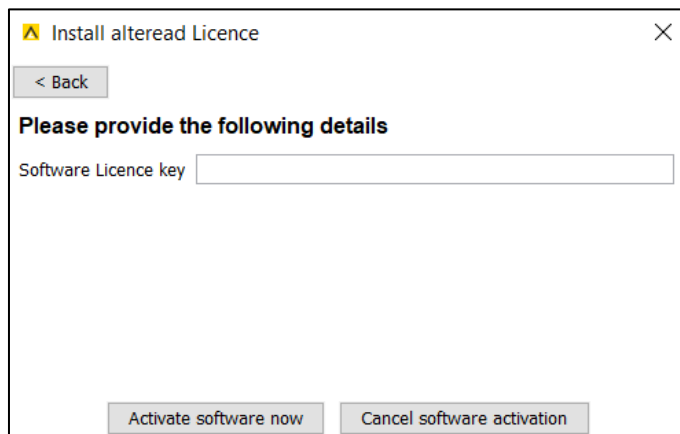 Install alteread Licence
< Back
Please provide the following details
Software Licence key
Activate software now Cancel software activation